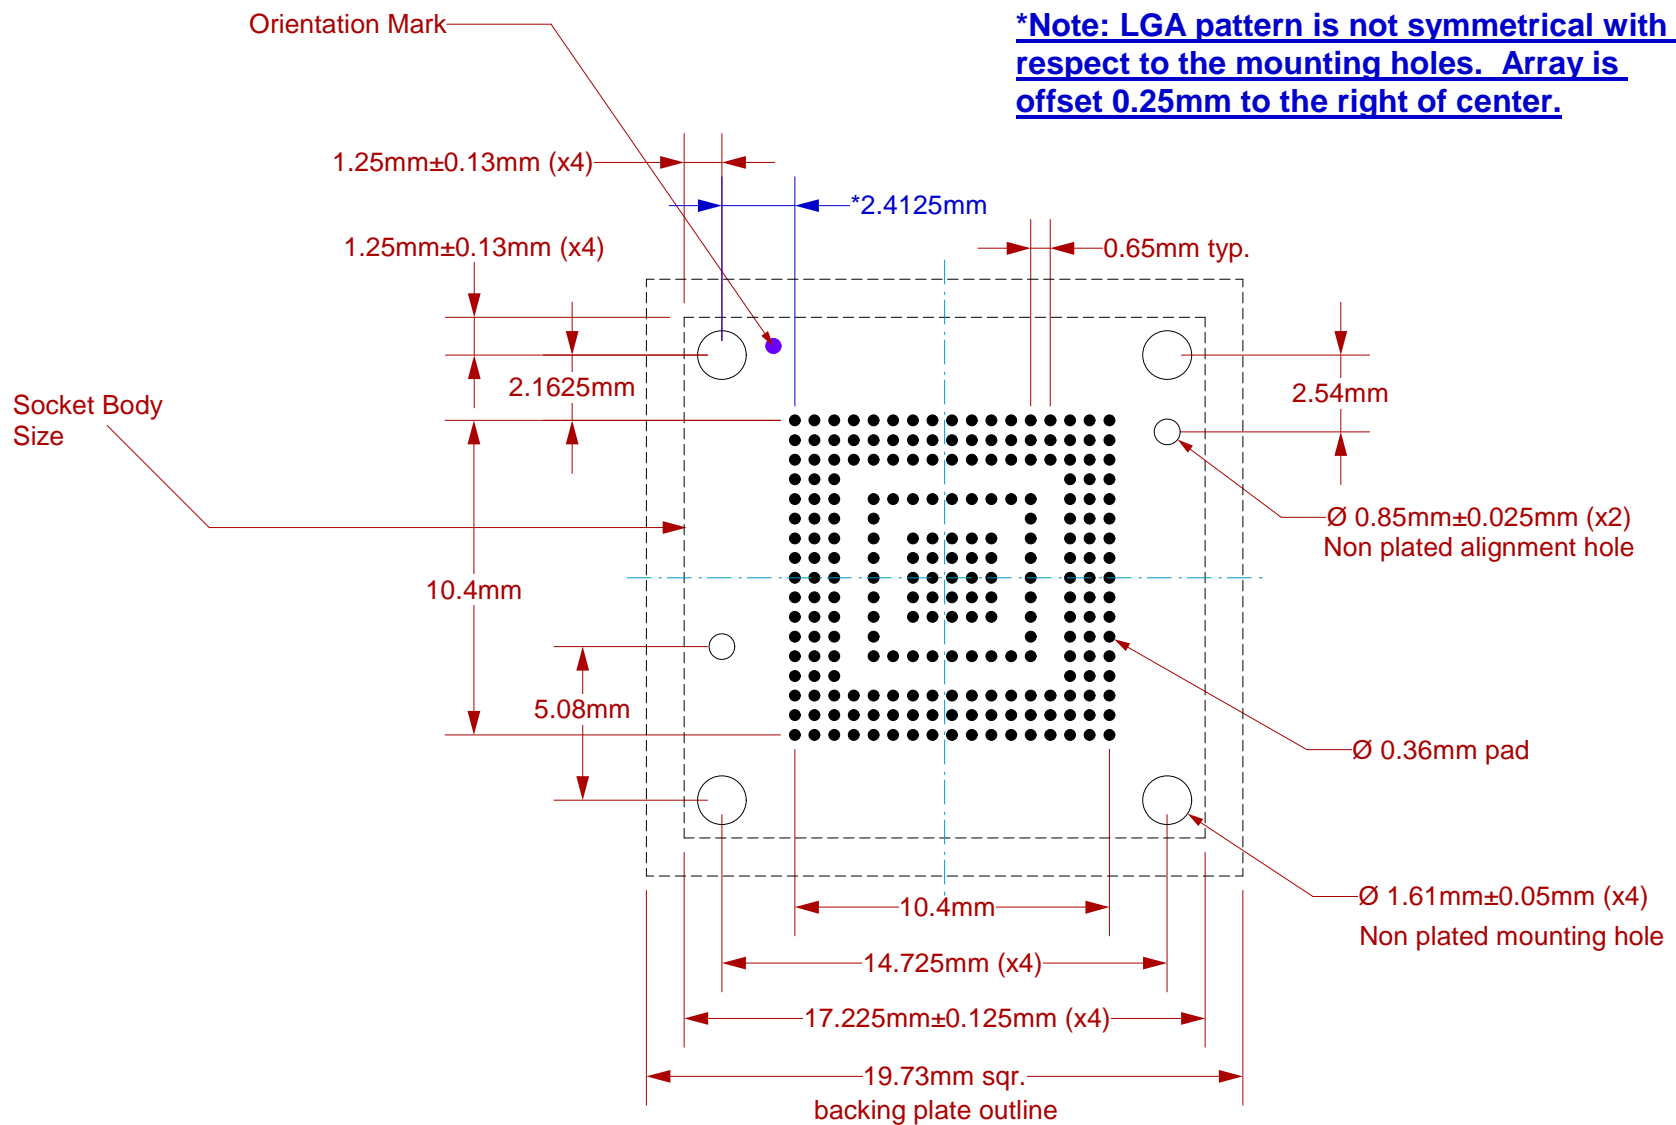 Orientation Mark
*Note: LGA pattern is not symmetrical with
respect to the mounting holes.  Array is
offset 0.25mm to the right of center.
1.25mm±0.13mm (x4)
*2.4125mm
1.25mm±0.13mm (x4)
0.65mm typ.
2.1625mm
2.54mm
Socket Body
Size
Ø 0.85mm±0.025mm (x2)
Non plated alignment hole
10.4mm
5.08mm
Ø 0.36mm pad
10.4mm
Ø 1.61mm±0.05mm (x4)
Non plated mounting hole
14.725mm (x4)
17.225mm±0.125mm (x4)
19.73mm sqr.
backing plate outline